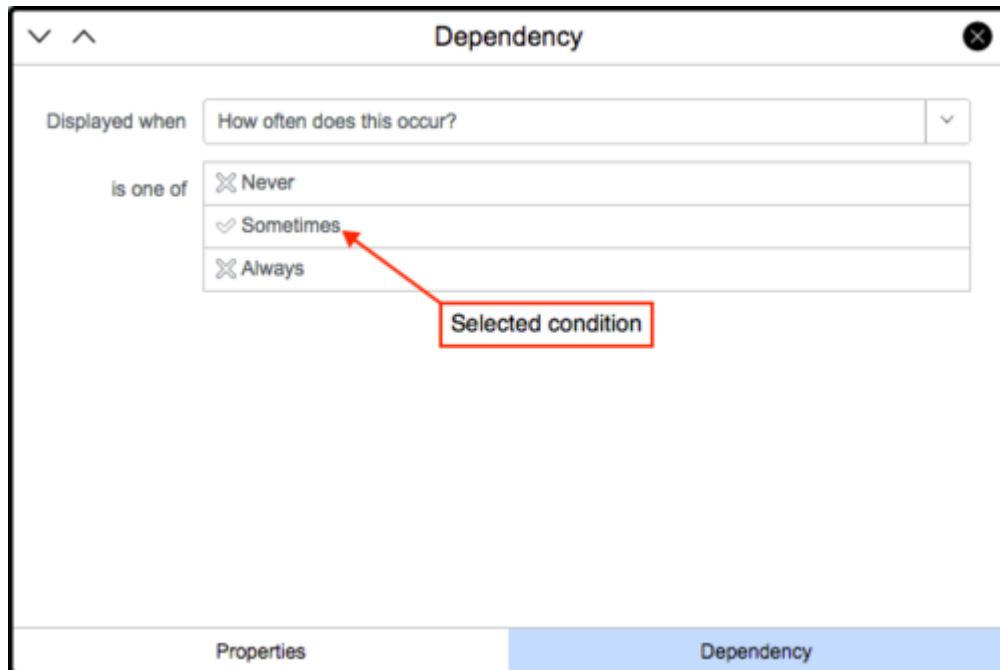 Dependency
Displayed when How often does this occur?
is one of Never
Sometimes
Always
Selected condition
Properties Dependency